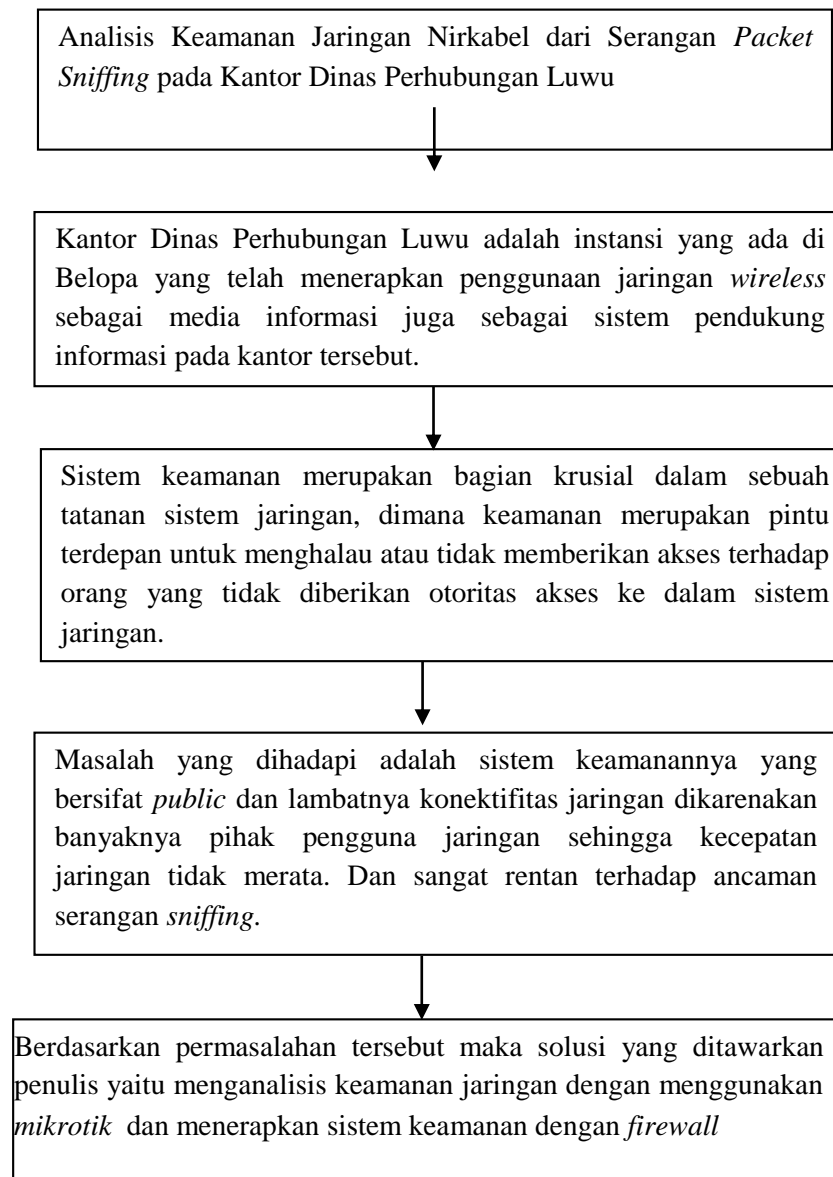 Analisis Keamanan Jaringan Nirkabel dari Serangan Packet
Sniffing pada Kantor Dinas Perhubungan Luwu
Kantor Dinas Perhubungan Luwu adalah instansi yang ada di
Belopa yang telah menerapkan penggunaan jaringan wireless
sebagai media informasi juga sebagai sistem pendukung
informasi pada kantor tersebut.
Sistem keamanan merupakan bagian krusial dalam sebuah
tatanan sistem jaringan, dimana keamanan merupakan pintu
terdepan untuk menghalau atau tidak memberikan akses terhadap
orang yang tidak diberikan otoritas akses ke dalam sistem
jaringan.
Masalah yang dihadapi adalah sistem keamanannya yang
bersifat public dan lambatnya konektifitas jaringan dikarenakan
banyaknya pihak pengguna jaringan sehingga kecepatan
jaringan tidak merata. Dan sangat rentan terhadap ancaman
serangan sniffing.
Berdasarkan permasalahan tersebut maka solusi yang ditawarkan
penulis yaitu menganalisis keamanan jaringan dengan menggunakan
mikrotik dan menerapkan sistem keamanan dengan firewall